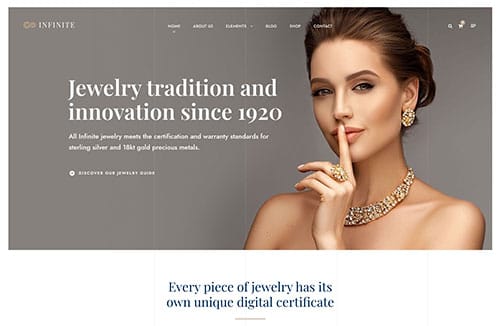 INFINITE
HOME ABOUT US ELEMENTS BLOG SHOP CONTACT
Jewelry tradition and
innovation since 1920
All Infinite jewelry meets the certification and warranty standards for
sterling silver and 18kt gold precious metals.
DISCOVER OUR JEWELRY GUIDE
Every piece of jewelry has its
own unique digital certificate